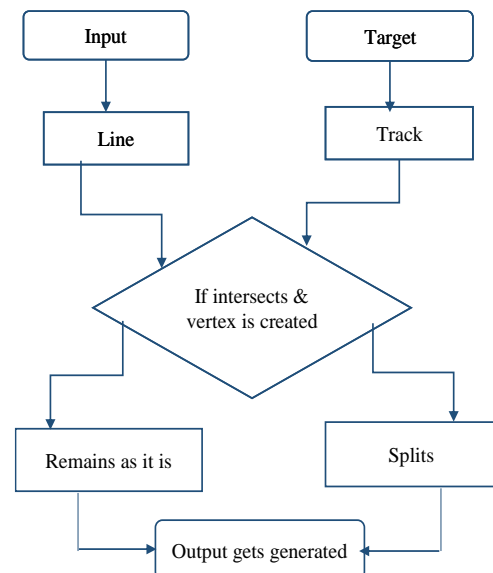 Input
Target
Line
Track
If intersects &
vertex is created
Remains as it is
Splits
Output gets generated